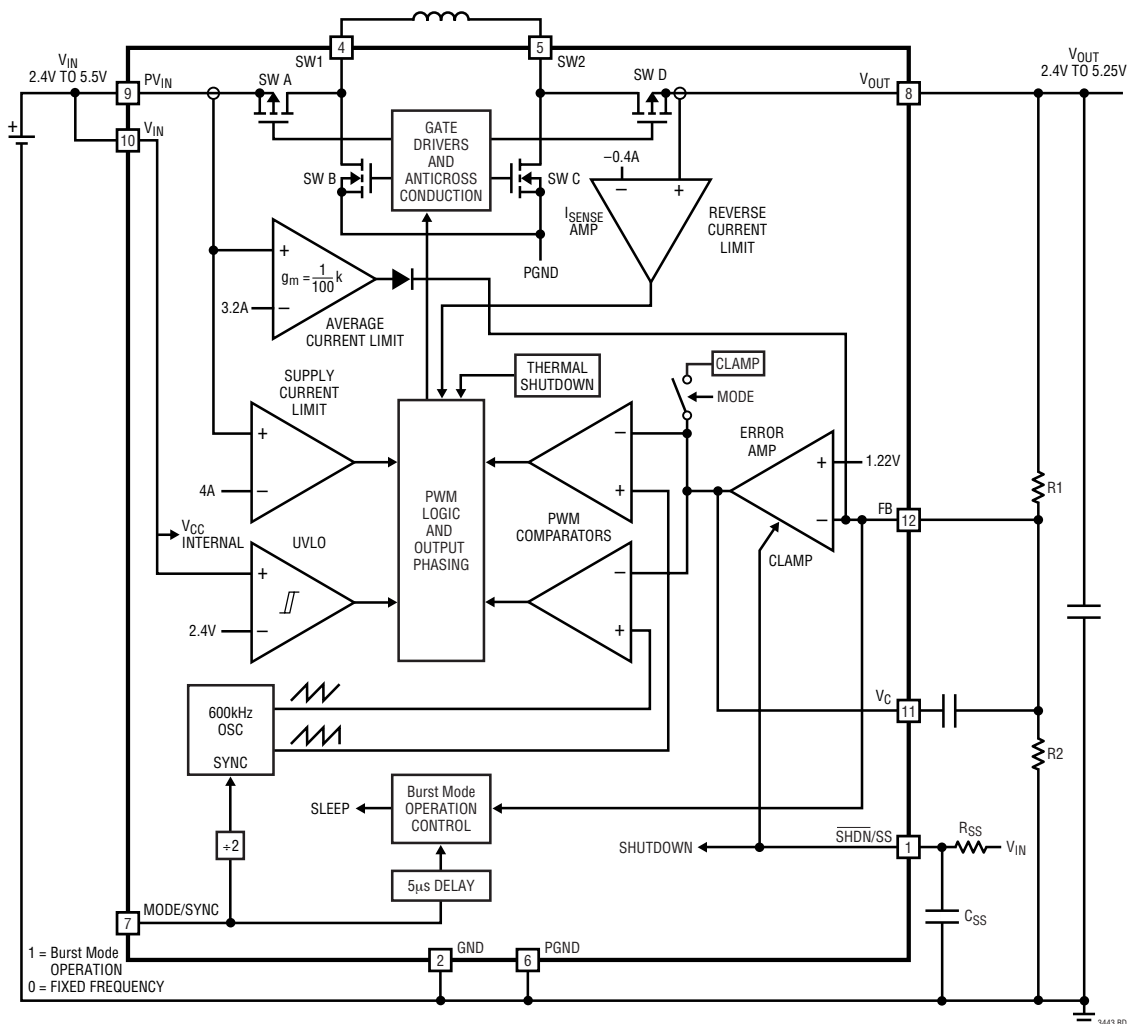 4
5
SW1
SW2
VIN
2.4V TO 5.5V
VOUT
2.4V TO 5.25V
9
PVIN
SW A
SW D
VOUT
8
+
10
VIN
GATE
DRIVERS
AND
ANTICROSS
CONDUCTION
SW B
SW C
–0.4A
–
+
ISENSE
AMP
REVERSE
CURRENT
LIMIT
PGND
+
gm = 1/100 k
3.2A
–
AVERAGE
CURRENT LIMIT
THERMAL
SHUTDOWN
CLAMP
MODE
SUPPLY
CURRENT
LIMIT
+
4A
–
–
+
ERROR
AMP
+
1.22V
–
CLAMP
R1
FB
12
PWM
LOGIC
AND
OUTPUT
PHASING
PWM
COMPARATORS
VCC
INTERNAL
UVLO
+
2.4V
–
–
+
600kHz
OSC
SYNC
VC
11
R2
SLEEP
Burst Mode
OPERATION
CONTROL
÷2
5µs DELAY
SHUTDOWN
S̅H̅D̅N̅/SS
1
RSS
VIN
CSS
7
MODE/SYNC
1 = Burst Mode
OPERATION
0 = FIXED FREQUENCY
2
GND
6
PGND
3443 BD